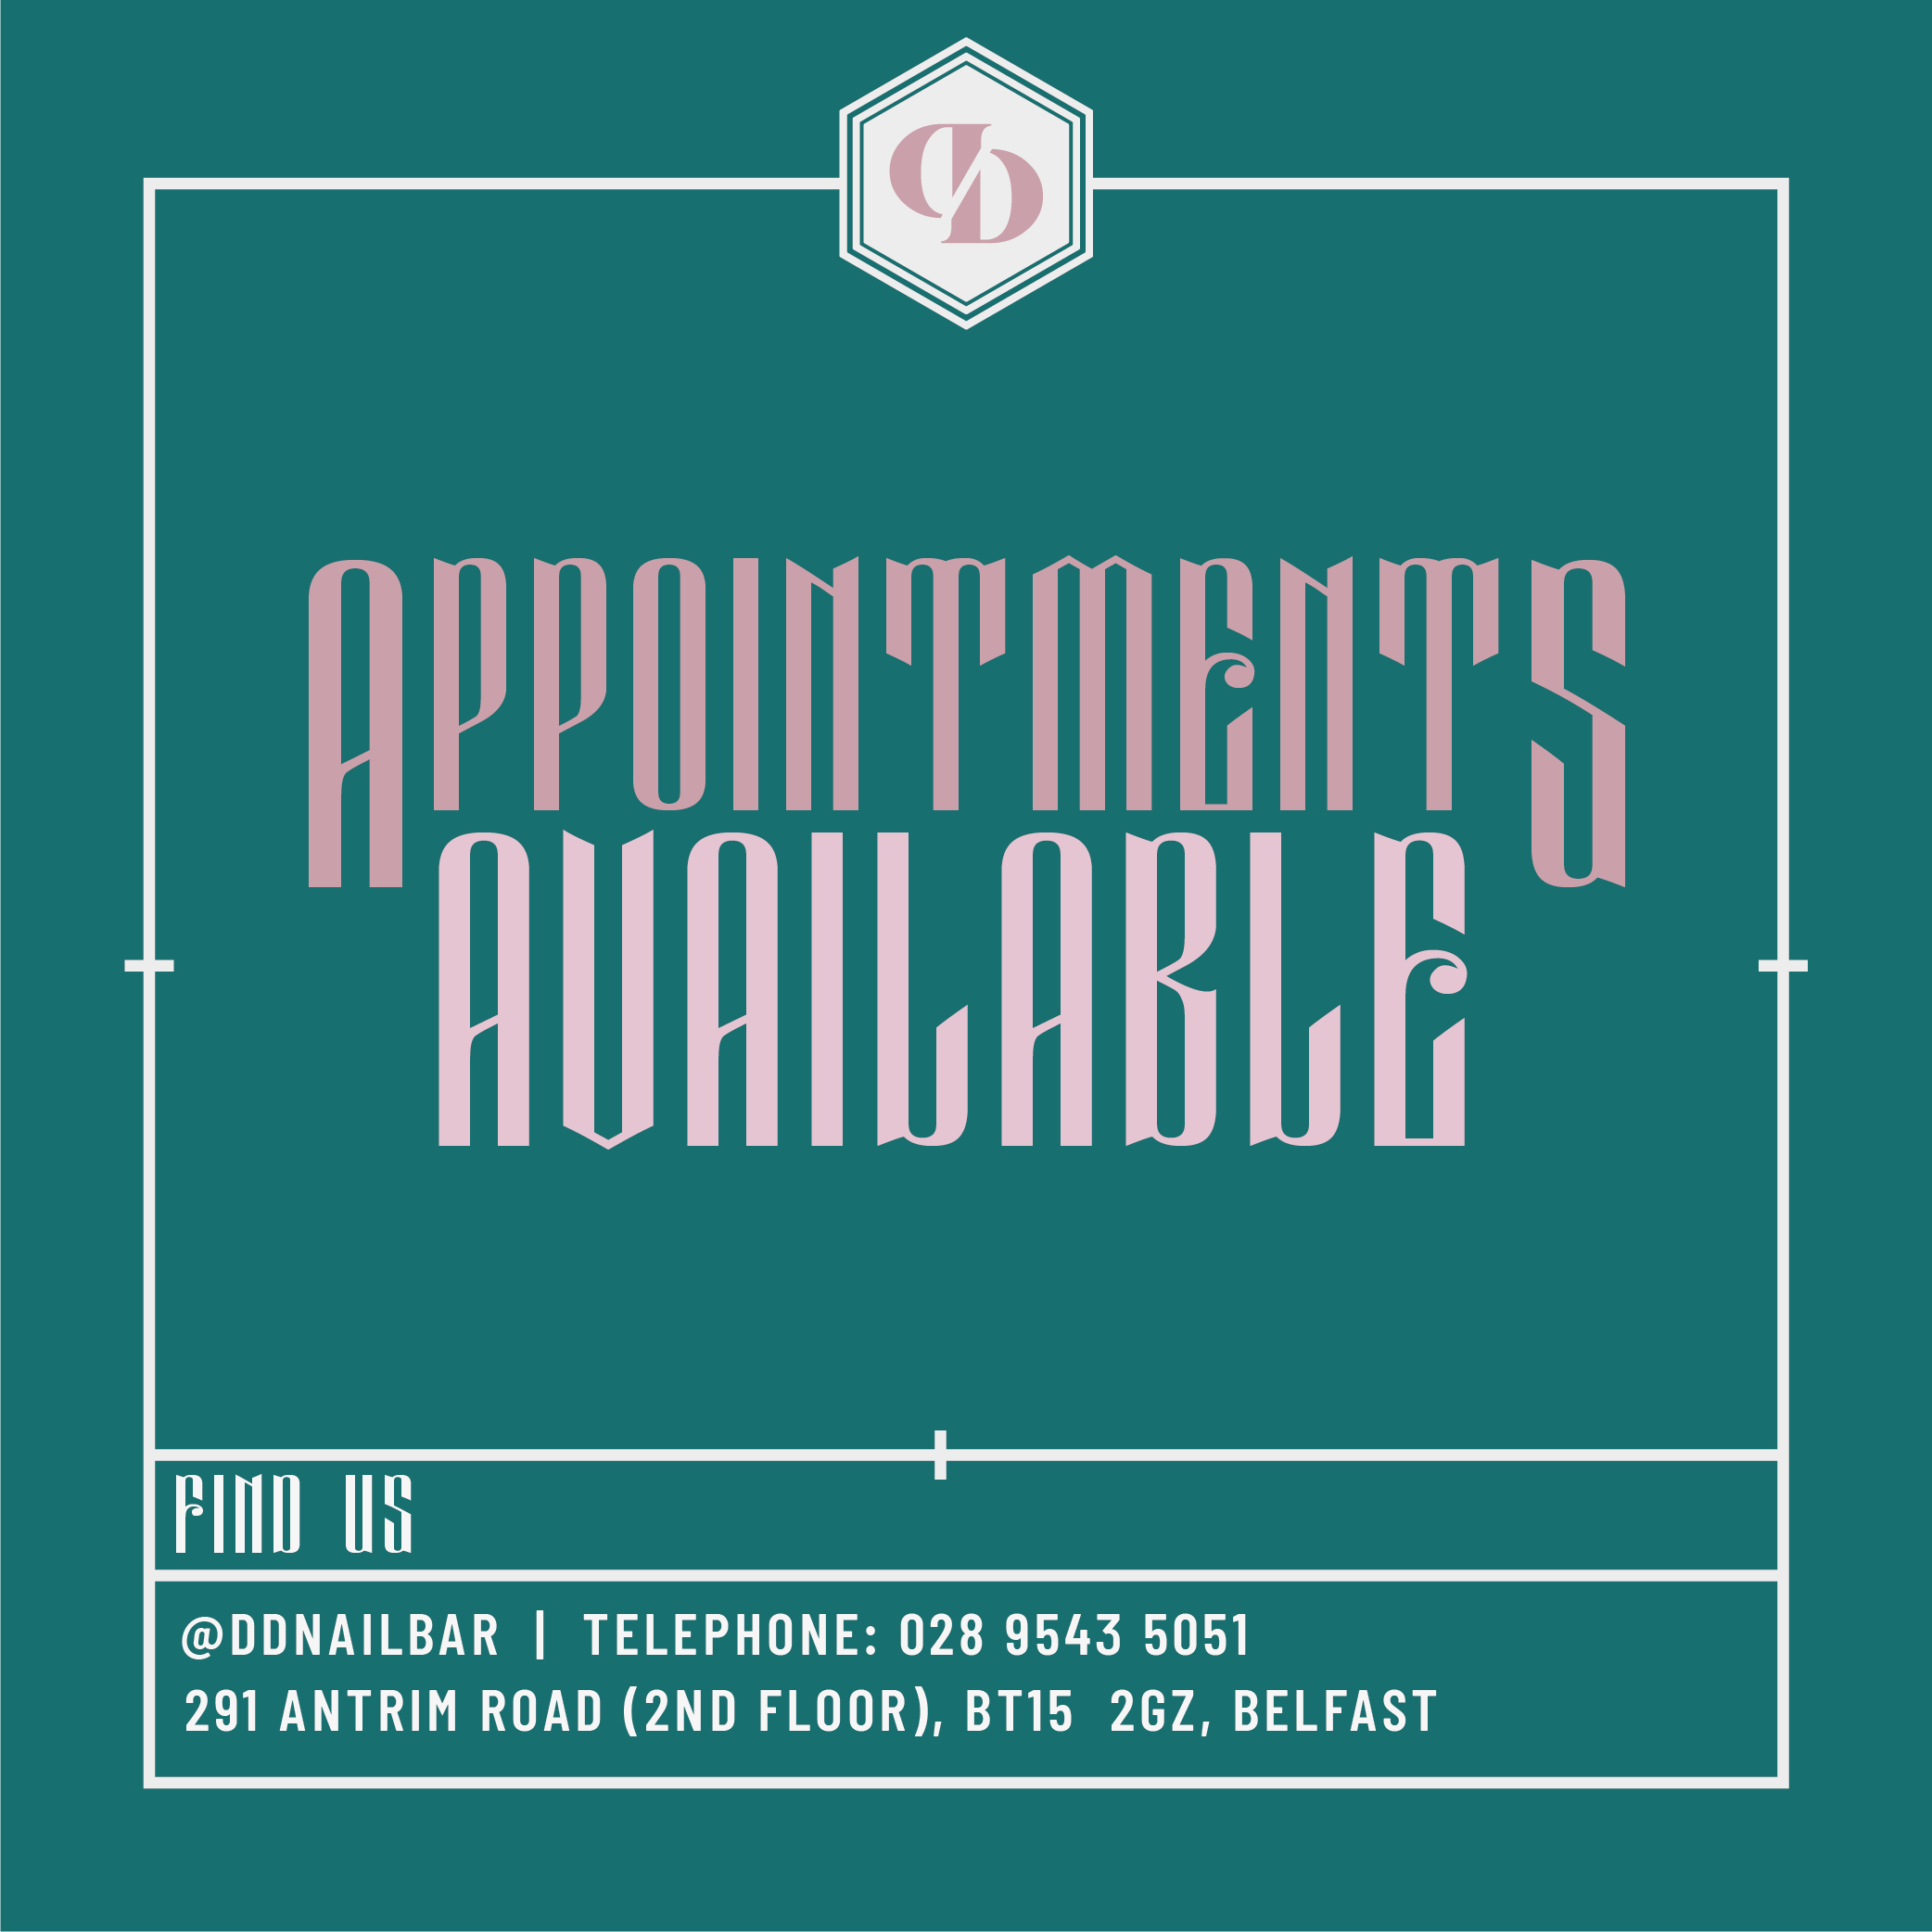 APPOINTMENTS
AVAILABLE
FIND US
@DDNAILBAR | TELEPHONE: 028 9543 5051
291 ANTRIM ROAD (2ND FLOOR), BT15 2GZ, BELFAST